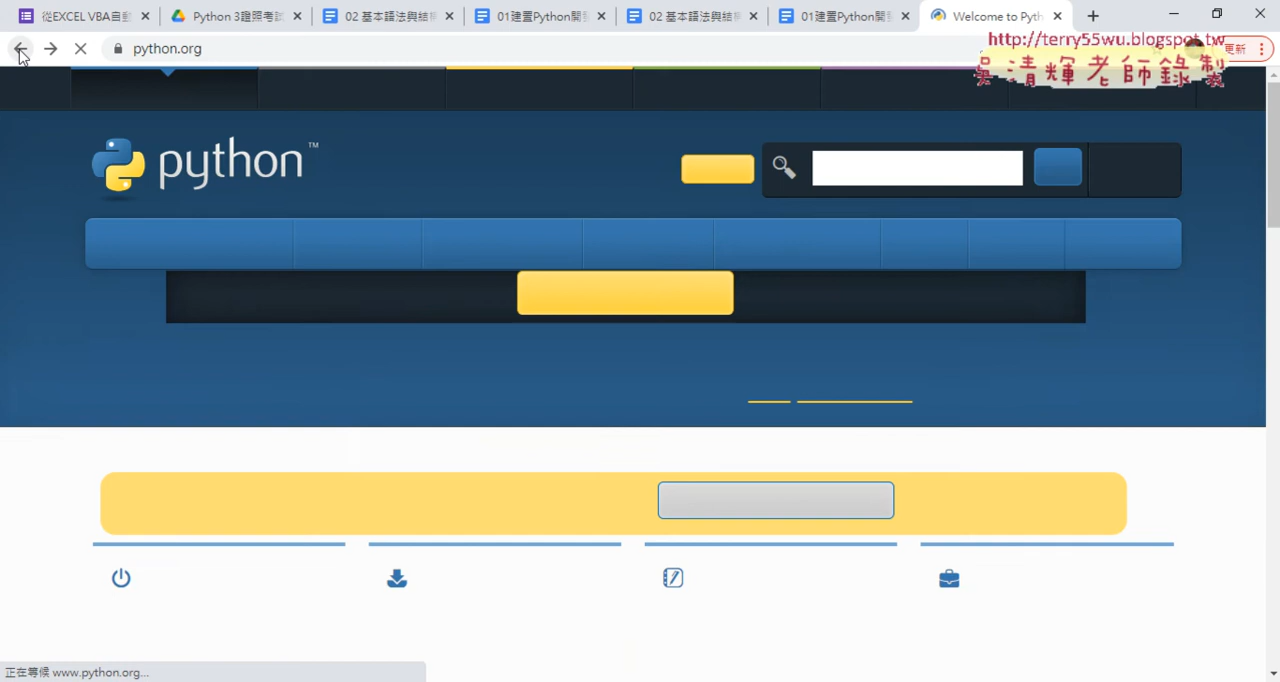 從EXCEL VBA自動
Python 3證照考試
02 基本語法與結構
01建置Python開發
02 基本語法與結構
01建置Python開發
Welcome to Pyth
python.org
更新
http://terry55wu.blogspot.tw
吳清輝老師錄製
python™
正在等候 www.python.org...